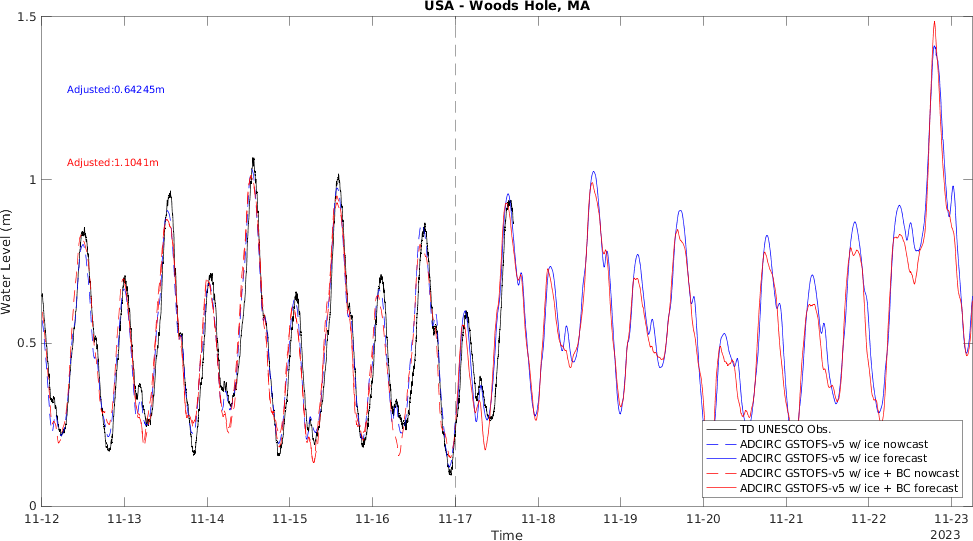 USA - Woods Hole, MA
1.5
Adjusted:0.64245m
Adjusted:1.1041m
1
Water Level (m)
0.5
TD UNESCO Obs.
ADCIRC GSTOFS-v5 w/ ice nowcast
ADCIRC GSTOFS-v5 w/ ice forecast
ADCIRC GSTOFS-v5 w/ ice + BC nowcast
ADCIRC GSTOFS-v5 w/ ice + BC forecast
0
11-12 11-13 11-14 11-15 11-16 11-17 11-18 11-19 11-20 11-21 11-22 11-23
Time
2023